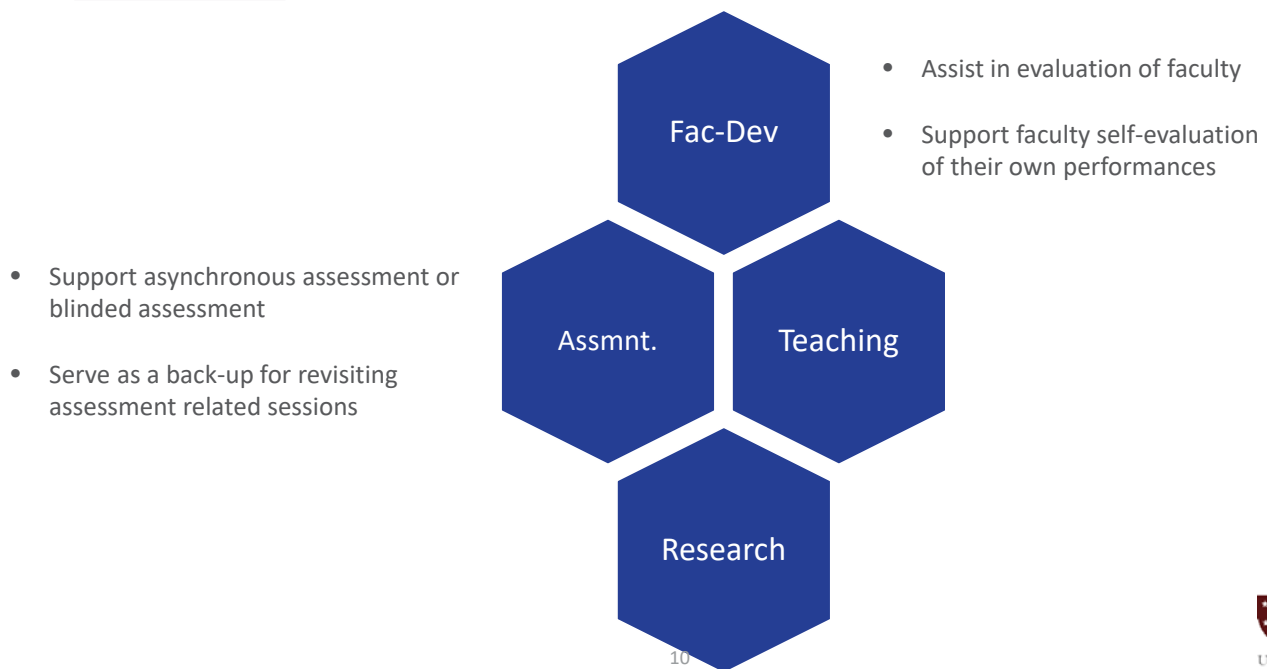 Fac-Dev
• Assist in evaluation of faculty
• Support faculty self-evaluation
of their own performances
• Support asynchronous assessment or
blinded assessment
• Serve as a back-up for revisiting
assessment related sessions
Assmnt.
Teaching
Research
10